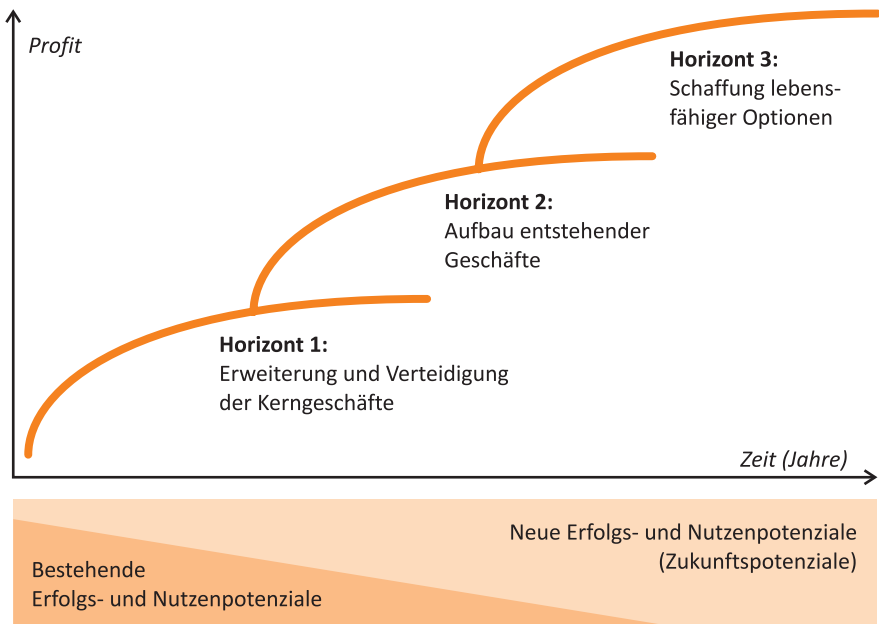 Profit
Horizont 3:
Schaffung lebens-
fähiger Optionen
Horizont 2:
Aufbau entstehender
Geschäfte
Horizont 1:
Erweiterung und Verteidigung
der Kerngeschäfte
Zeit (Jahre)
Neue Erfolgs- und Nutzenpotenziale
(Zukunftspotenziale)
Bestehende
Erfolgs- und Nutzenpotenziale